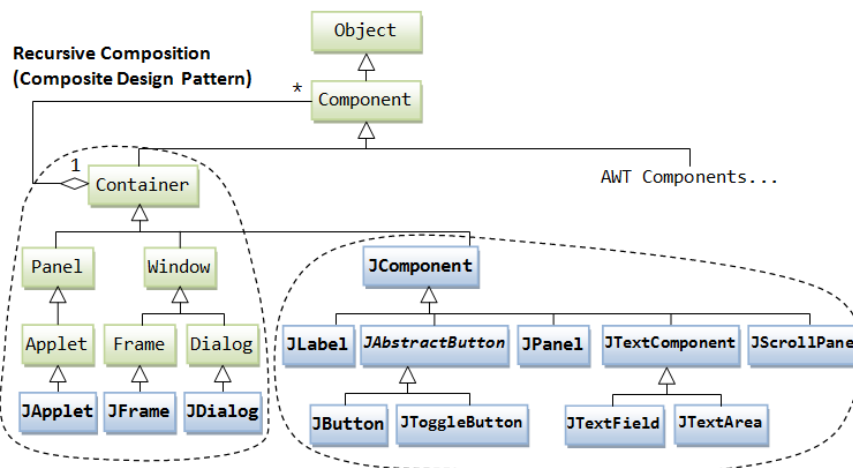 Object
Recursive Composition
(Composite Design Pattern)
*
Component
1
Container
AWT Components...
Panel
Window
JComponent
Applet
Frame
Dialog
JLabel
JAbstractButton
JPanel
JTextComponent
JScrollPane
JApplet
JFrame
JDialog
JButton
JToggleButton
JTextField
JTextArea